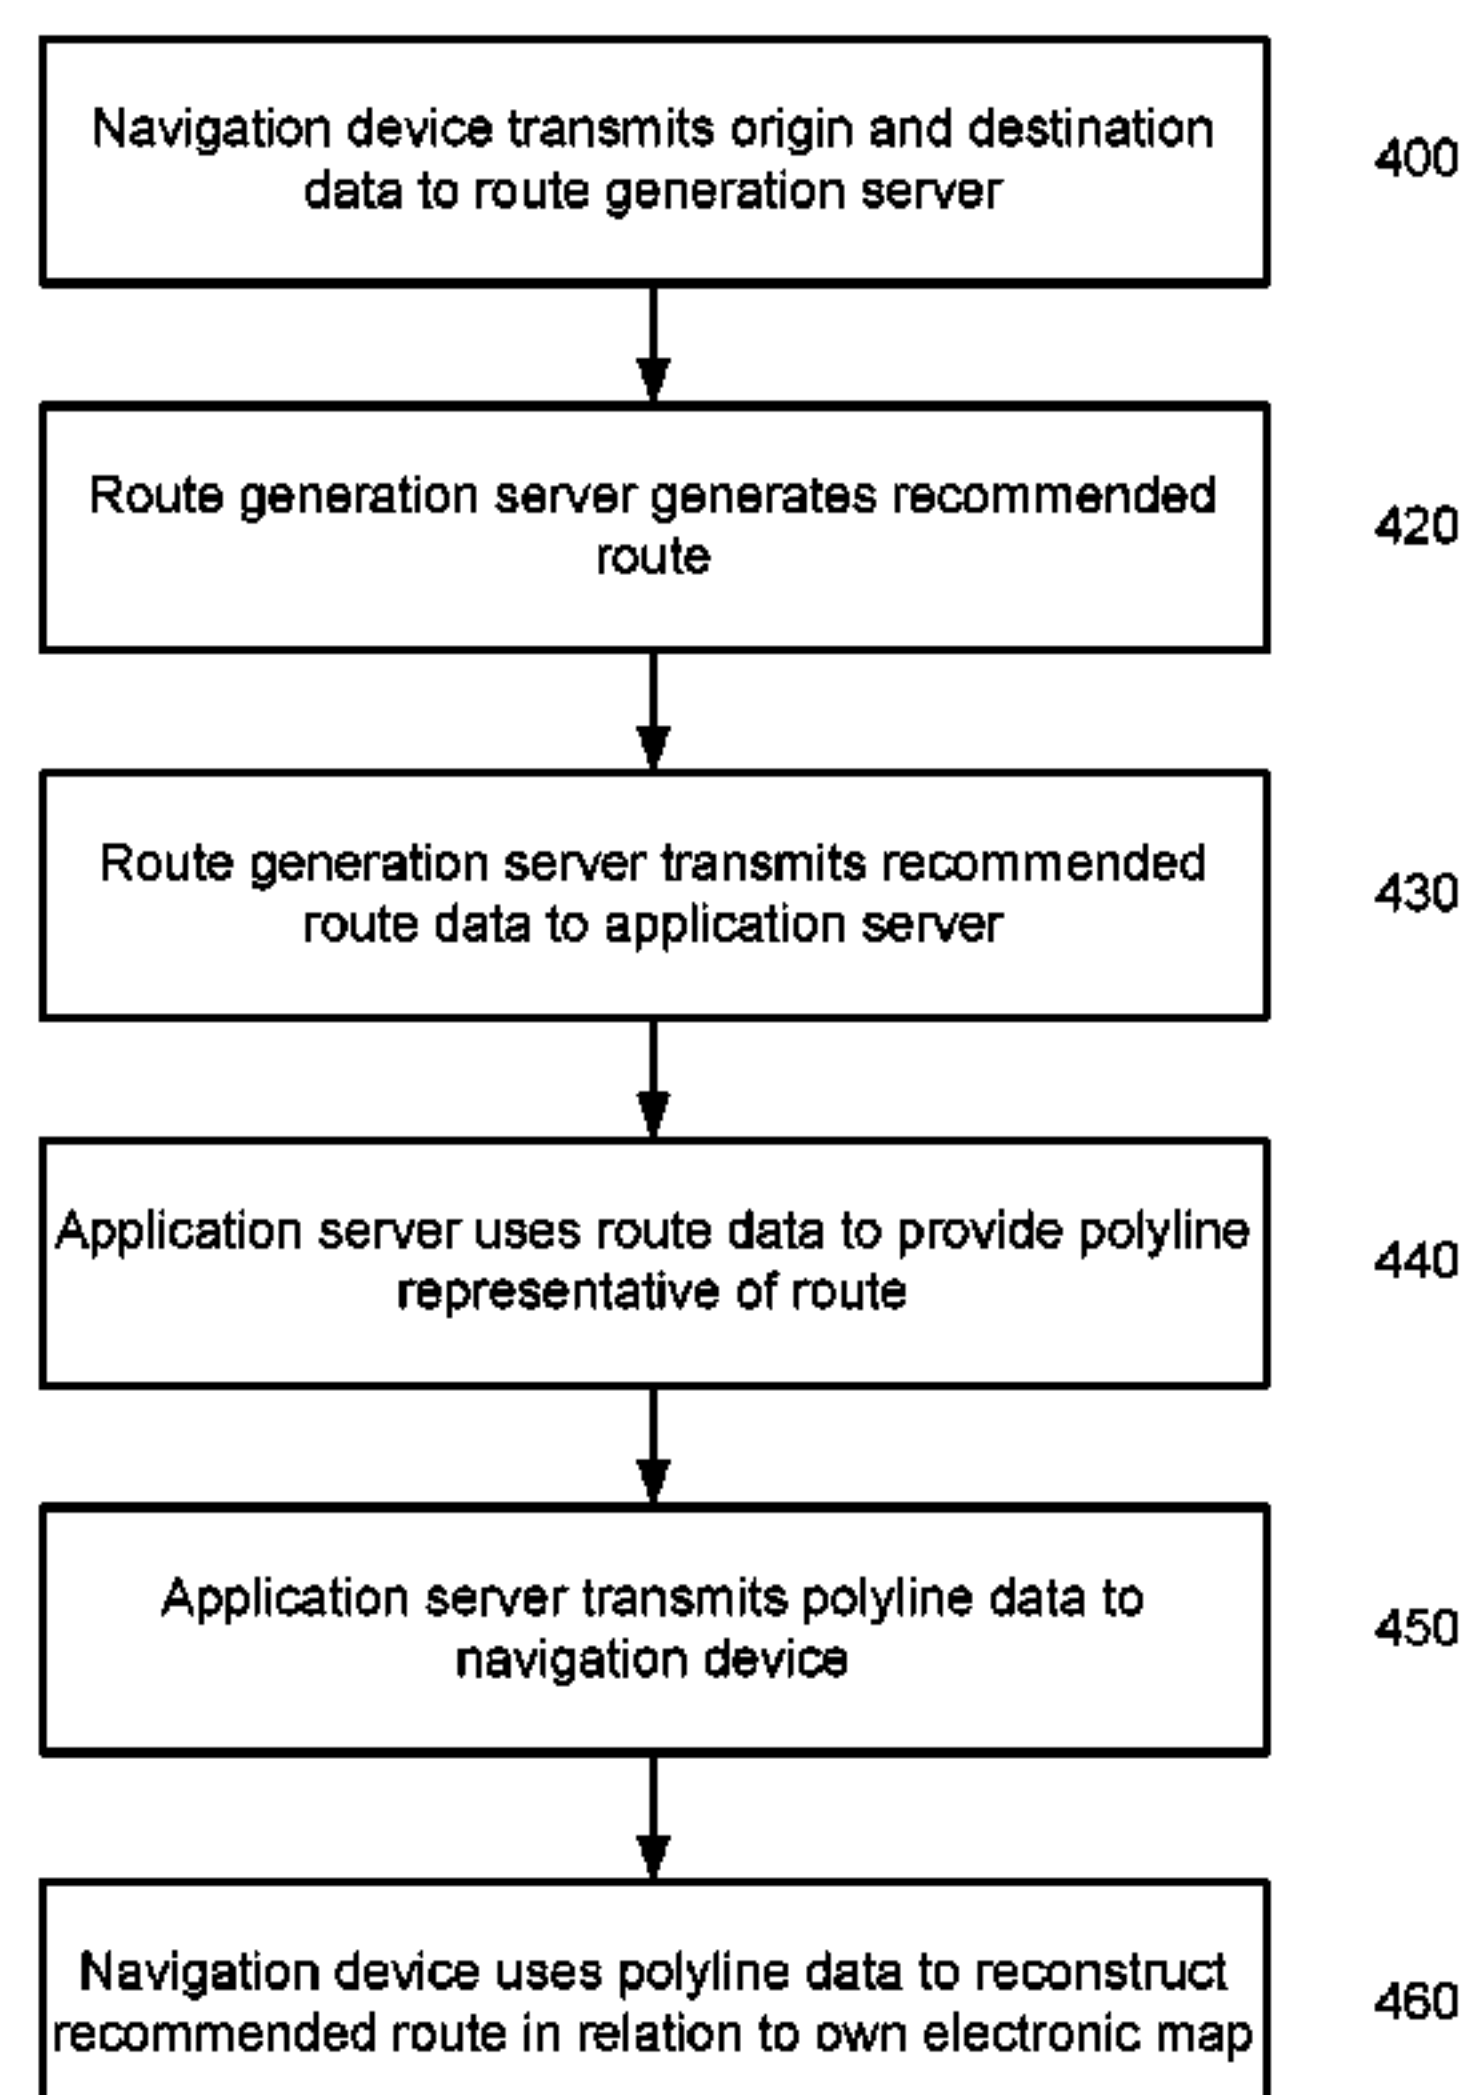 Navigation device transmits origin and destination
data to route generation server
400
Route generation server generates recommended
route
420
Route generation server transmits recommended
route data to application server
430
Application server uses route data to provide polyline
representative of route
440
Application server transmits polyline data to
navigation device
450
Navigation device uses polyline data to reconstruct
recommended route in relation to own electronic map
460